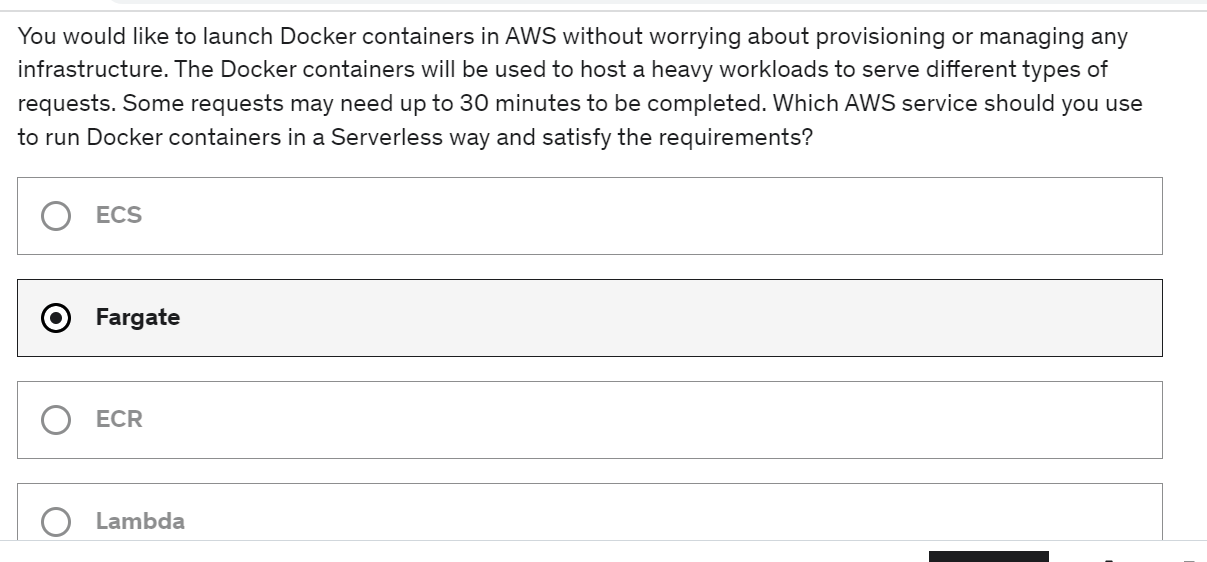 You would like to launch Docker containers in AWS without worrying about provisioning or managing any
infrastructure. The Docker containers will be used to host a heavy workloads to serve different types of
requests. Some requests may need up to 30 minutes to be completed. Which AWS service should you use
to run Docker containers in a Serverless way and satisfy the requirements?
ECS
Fargate
ECR
Lambda